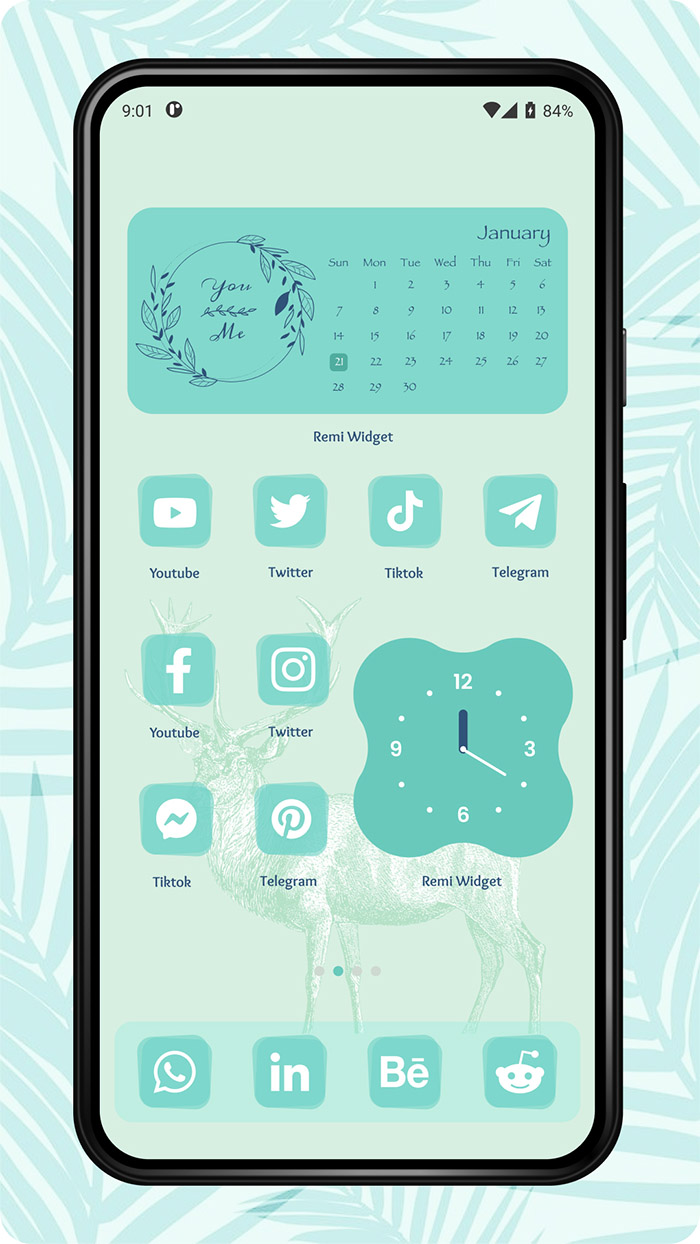 9:01 84%
You
Me
January
Sun Mon Tue Wed Thu Fri Sat
1 2 3 4 5 6
7 8 9 10 11 12 13
14 15 16 17 18 19 20
21 22 23 24 25 26 27
28 29 30
Remi Widget
Youtube Twitter Tiktok Telegram
Youtube Twitter
12
9 3
6
Tiktok Telegram Remi Widget
in Bē